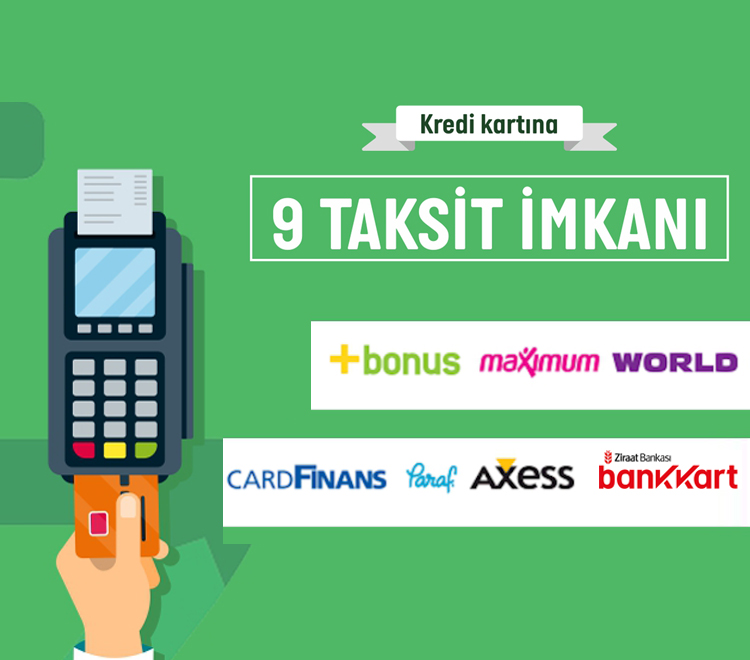 Kredi kartına
9 TAKSİT İMKANI
+bonus maximum WORLD
CARDFINANS Paraf axess Ziraat Bankası bankkart